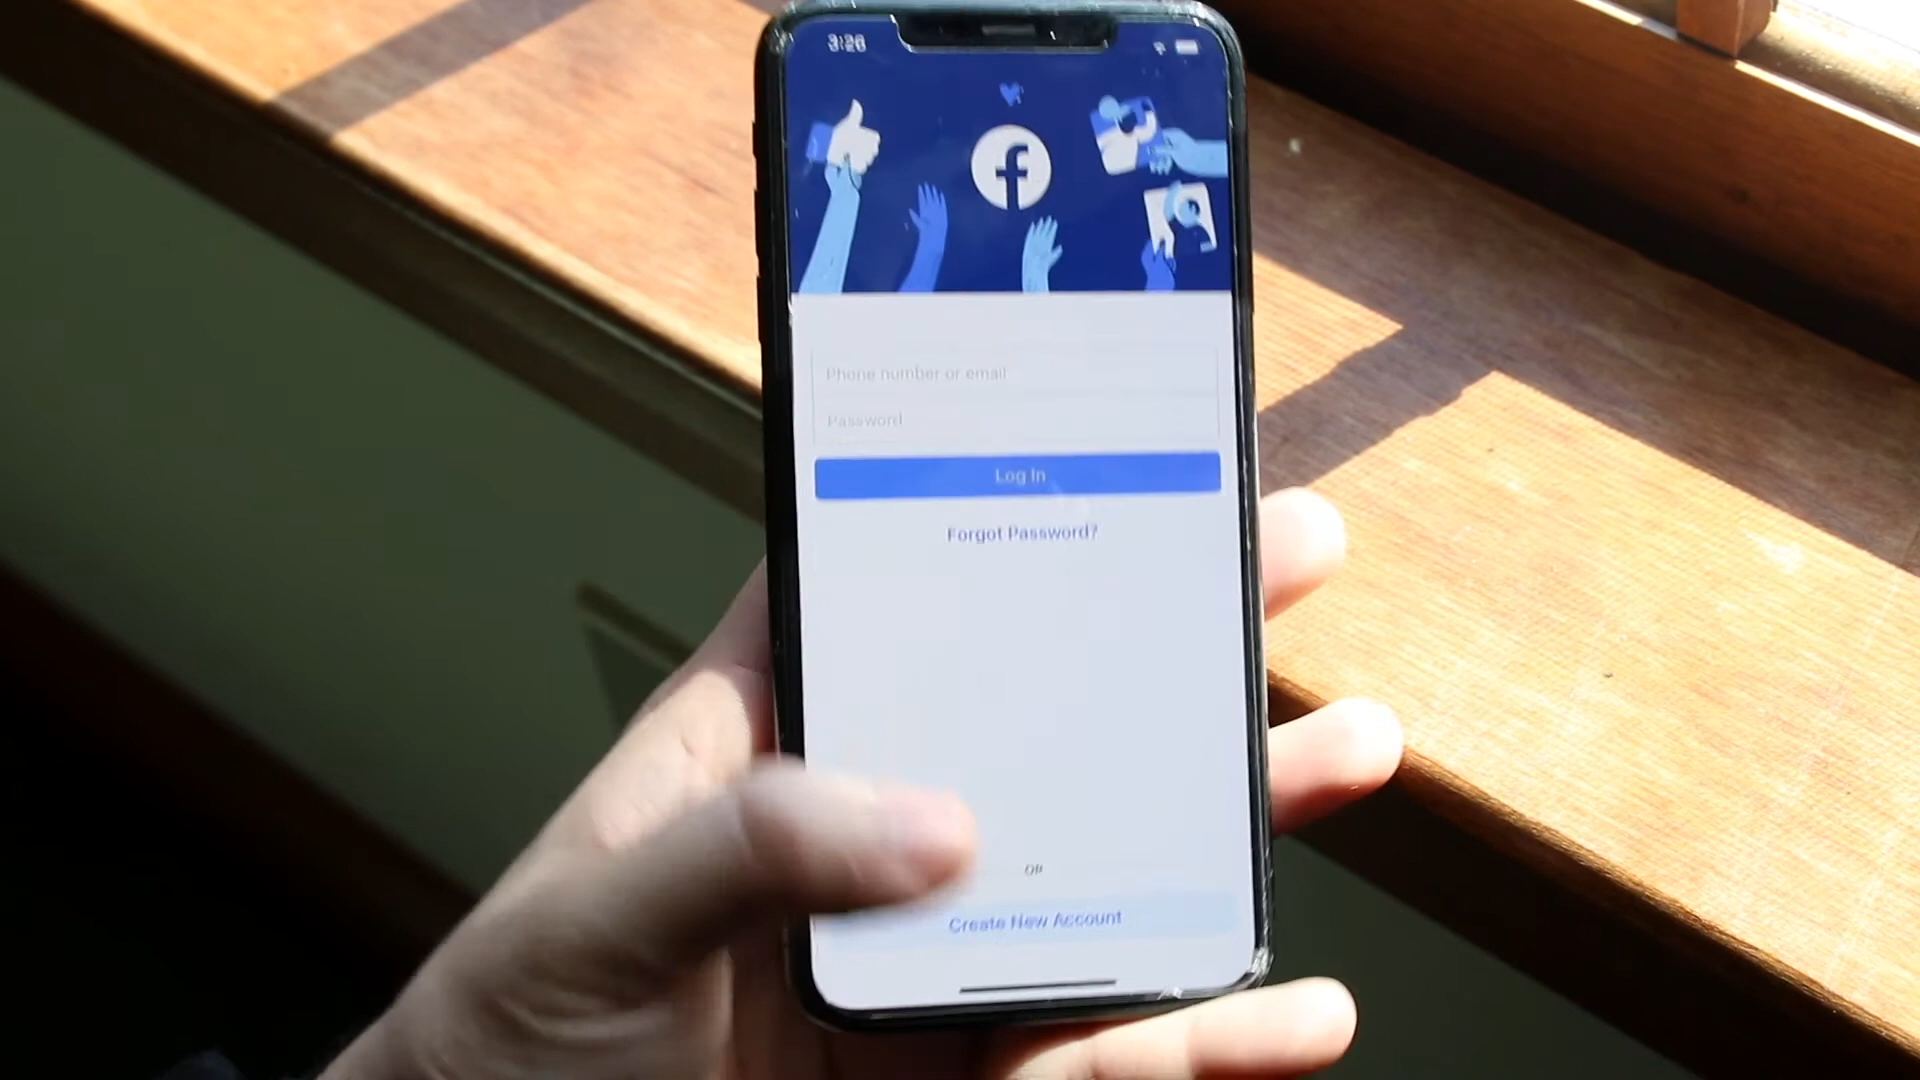 3:26
f
Phone number or email
Password
Log In
Forgot Password?
OR
Create New Account